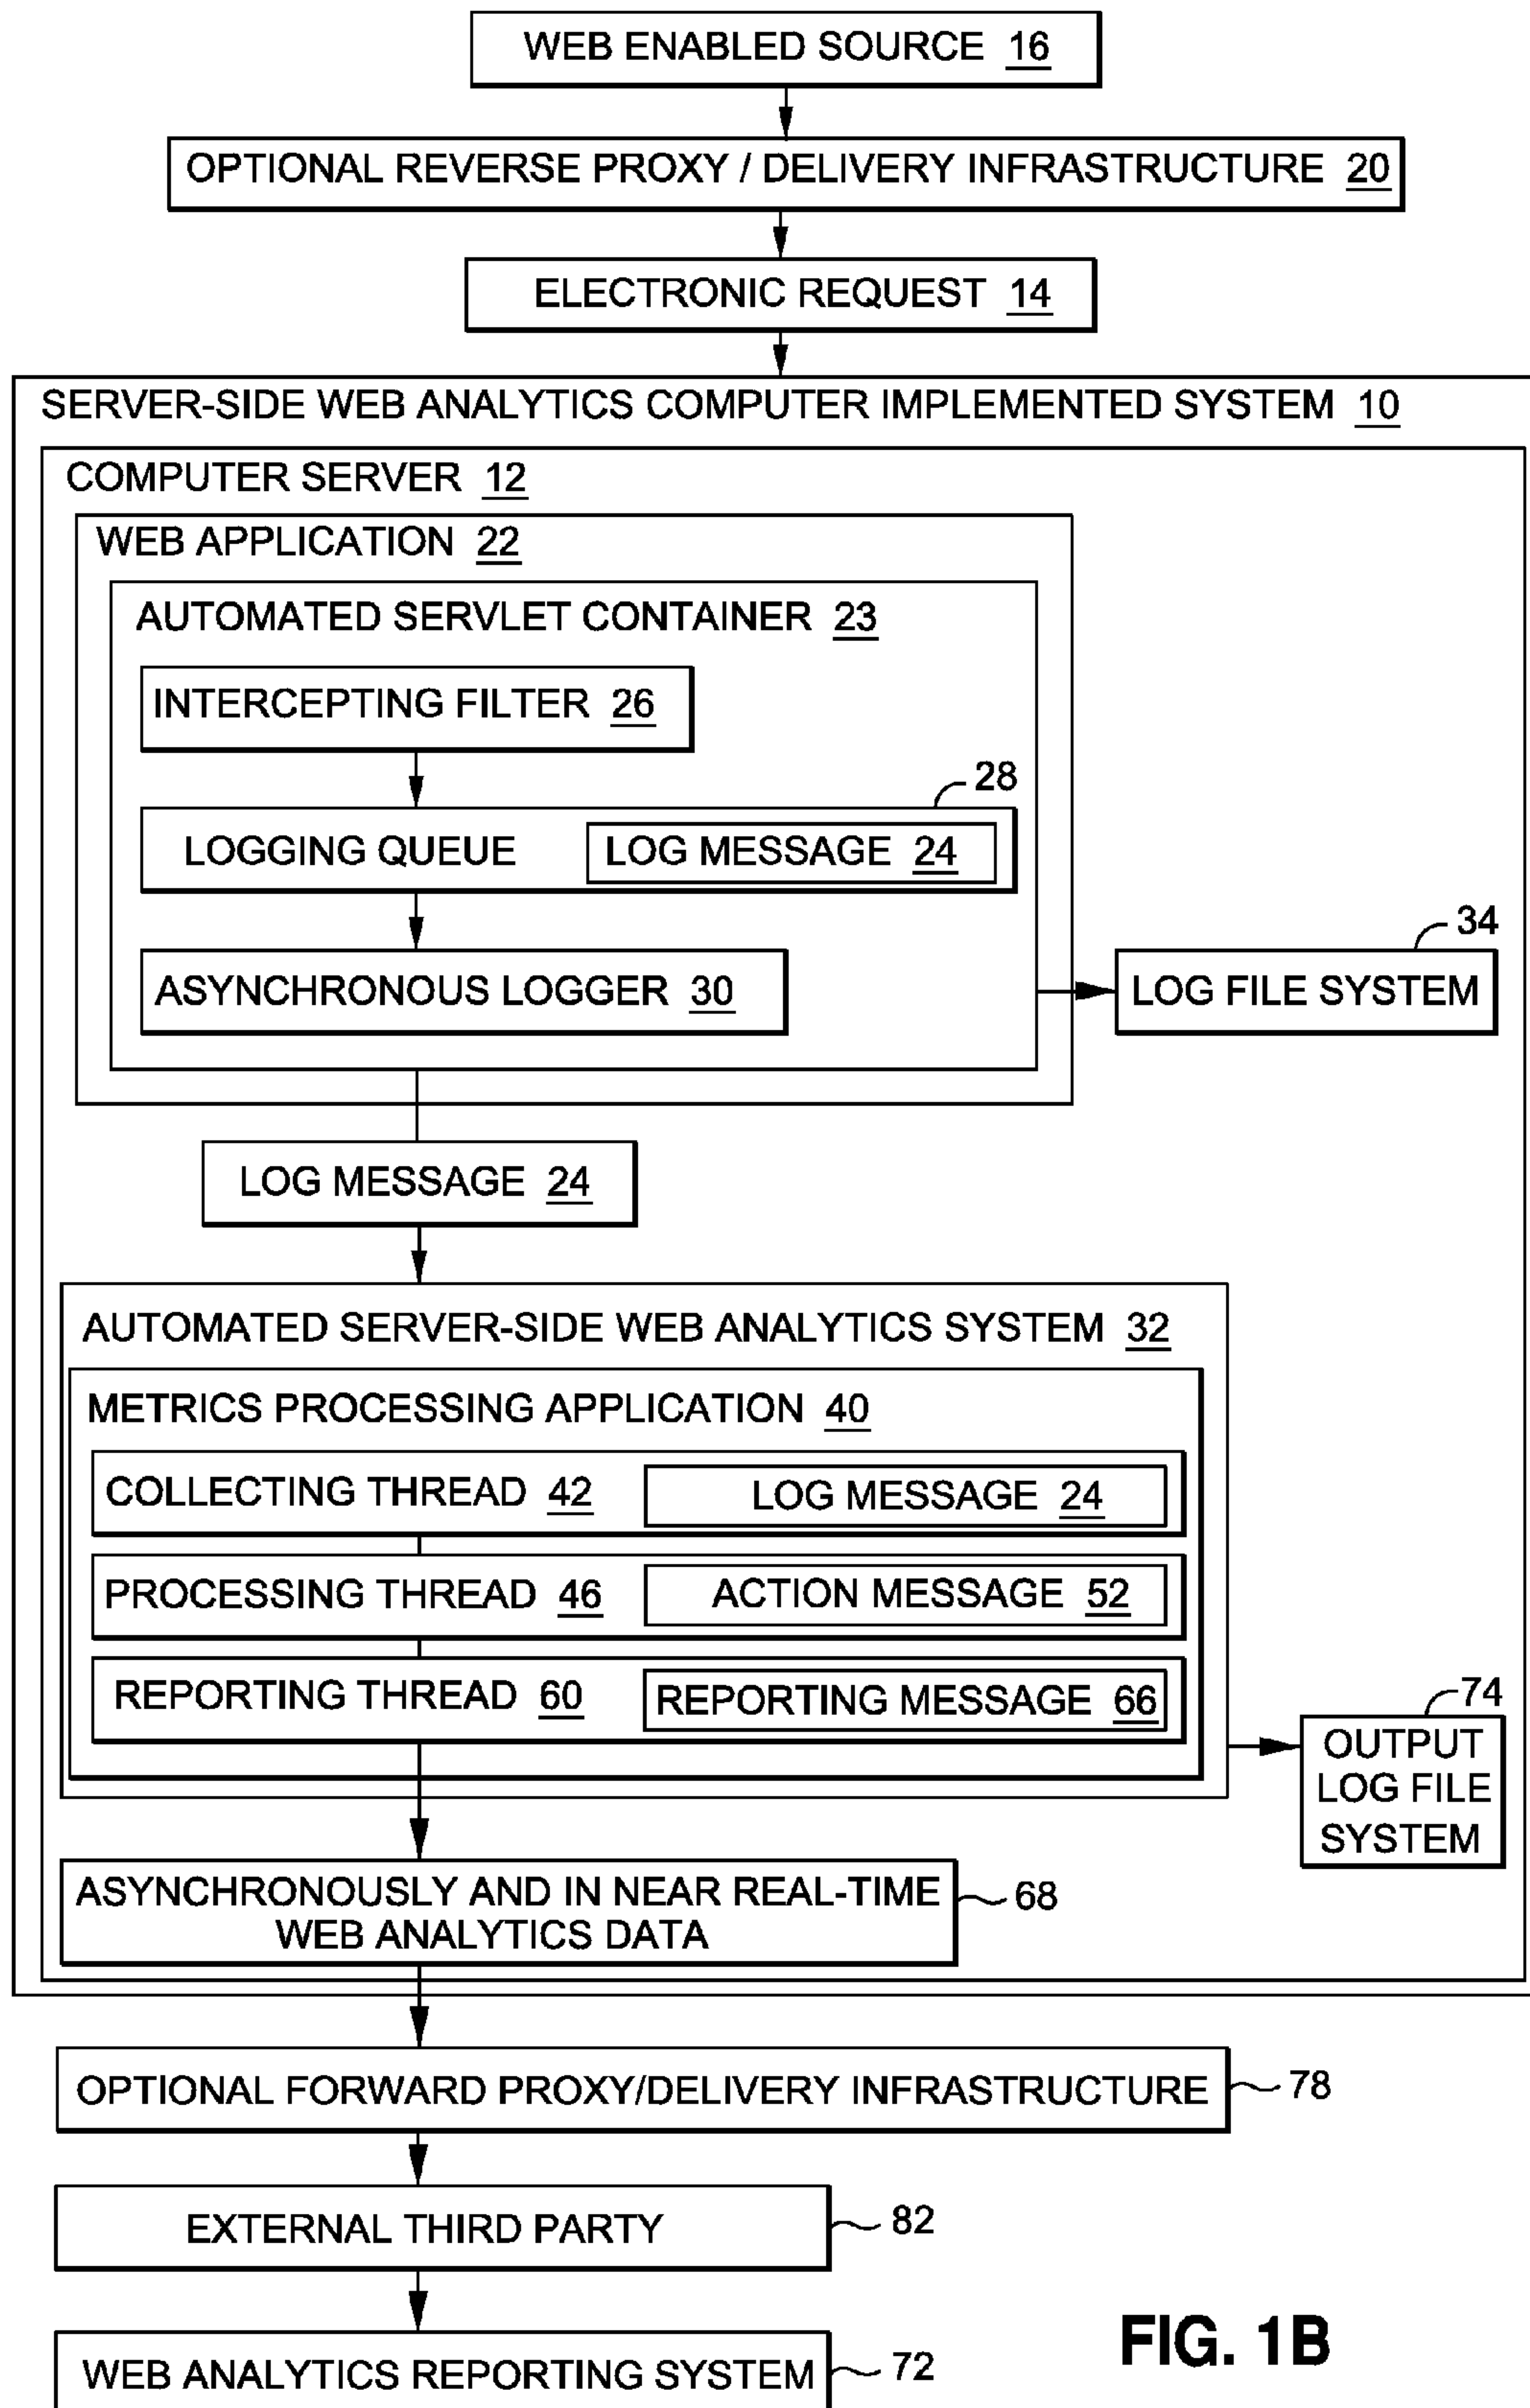 WEB ENABLED SOURCE 16
OPTIONAL REVERSE PROXY / DELIVERY INFRASTRUCTURE 20
ELECTRONIC REQUEST 14
SERVER-SIDE WEB ANALYTICS COMPUTER IMPLEMENTED SYSTEM 10
COMPUTER SERVER 12
WEB APPLICATION 22
AUTOMATED SERVLET CONTAINER 23
INTERCEPTING FILTER 26
28
LOGGING QUEUE LOG MESSAGE 24
34
ASYNCHRONOUS LOGGER 30
LOG FILE SYSTEM
LOG MESSAGE 24
AUTOMATED SERVER-SIDE WEB ANALYTICS SYSTEM 32
METRICS PROCESSING APPLICATION 40
COLLECTING THREAD 42 LOG MESSAGE 24
PROCESSING THREAD 46 ACTION MESSAGE 52
REPORTING THREAD 60 REPORTING MESSAGE 66
74
OUTPUT
LOG FILE
SYSTEM
ASYNCHRONOUSLY AND IN NEAR REAL-TIME
WEB ANALYTICS DATA
68
OPTIONAL FORWARD PROXY/DELIVERY INFRASTRUCTURE 78
EXTERNAL THIRD PARTY 82
WEB ANALYTICS REPORTING SYSTEM 72
FIG. 1B